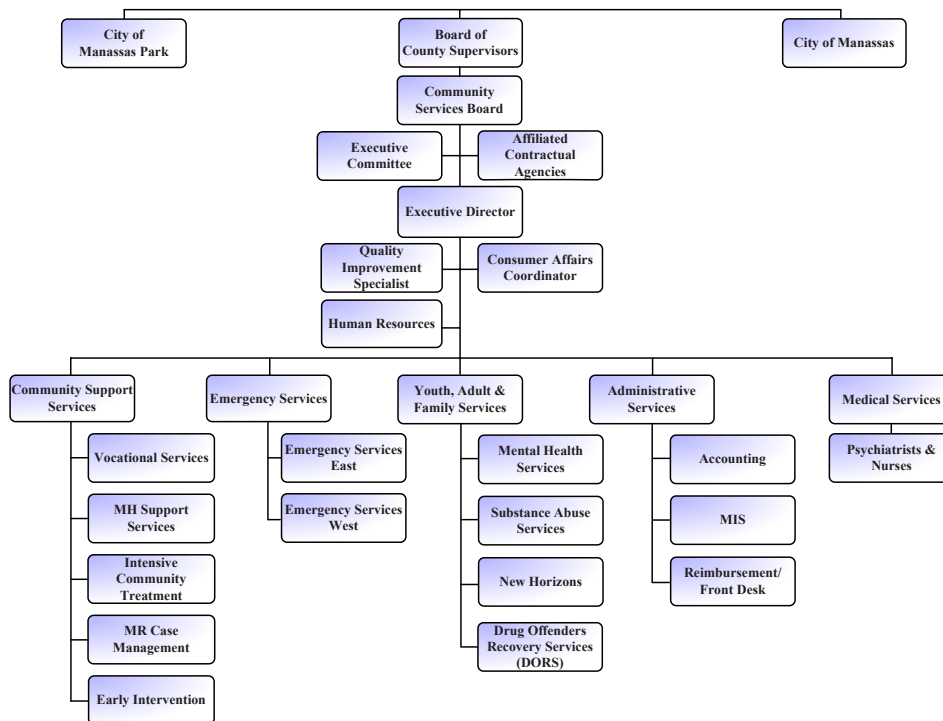 City of
Manassas Park
Board of
County Supervisors
City of Manassas
Community
Services Board
Executive
Committee
Affiliated
Contractual
Agencies
Executive Director
Quality
Improvement
Specialist
Consumer Affairs
Coordinator
Human Resources
Community Support
Services
Emergency Services
Youth, Adult &
Family Services
Administrative
Services
Medical Services
Vocational Services
MH Support
Services
Intensive
Community
Treatment
MR Case
Management
Early Intervention
Emergency Services
East
Emergency Services
West
Mental Health
Services
Substance Abuse
Services
New Horizons
Drug Offenders
Recovery Services
(DORS)
Accounting
MIS
Reimbursement/
Front Desk
Psychiatrists &
Nurses